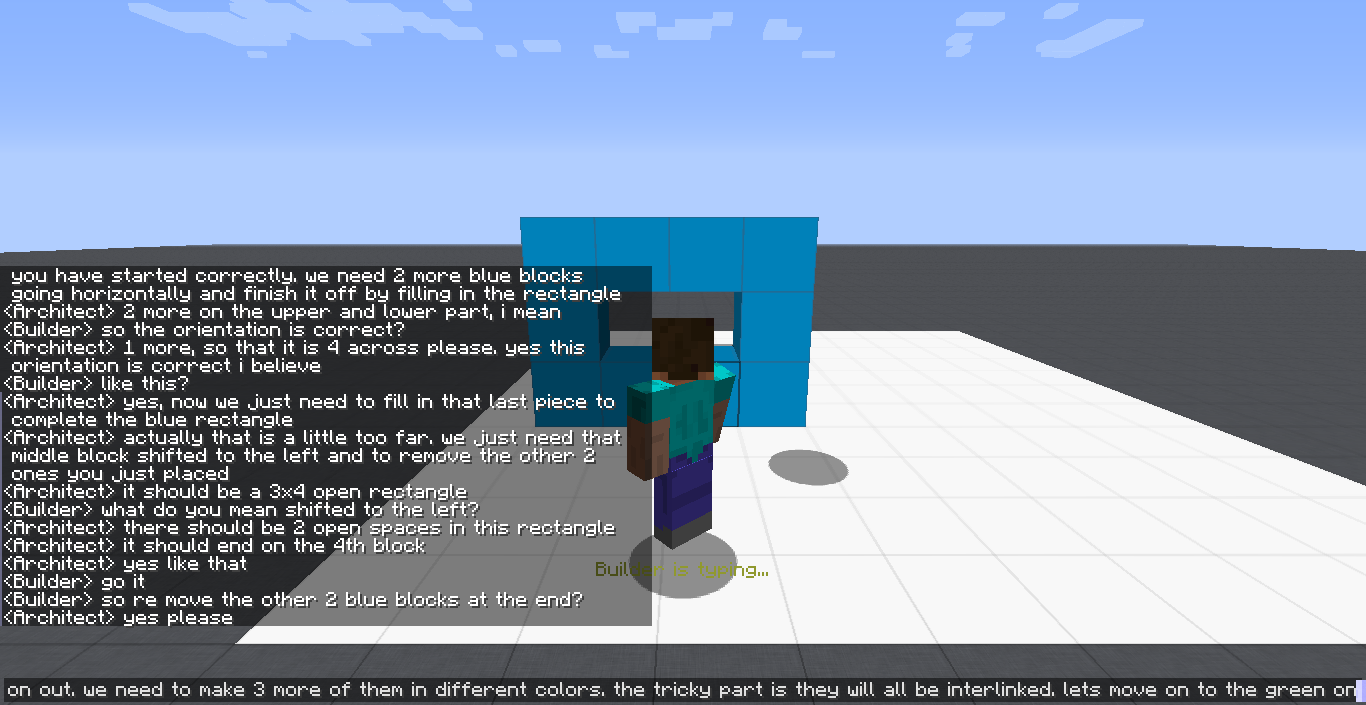 you have started correctly. we need 2 more blue blocks
going horizontally and finish it off by filling in the rectangle
<Architect> 2 more on the upper and lower part, i mean
<Builder> so the orientation is correct?
<Architect> 1 more, so that it is 4 across please. yes this
orientation is correct i believe
<Builder> like this?
<Architect> yes, now we just need to fill in that last piece to
complete the blue rectangle
<Architect> actually that is a little too far. we just need that
middle block shifted to the left and to remove the other 2
ones you just placed
<Architect> it should be a 3x4 open rectangle
<Builder> what do you mean shifted to the left?
<Architect> there should be 2 open spaces in this rectangle
<Architect> it should end on the 4th block
<Architect> yes like that
<Builder> go it
<Builder> so re move the other 2 blue blocks at the end?
<Architect> yes please
Builder is typing...
on out. we need to make 3 more of them in different colors. the tricky part is they will all be interlinked. lets move on to the green on